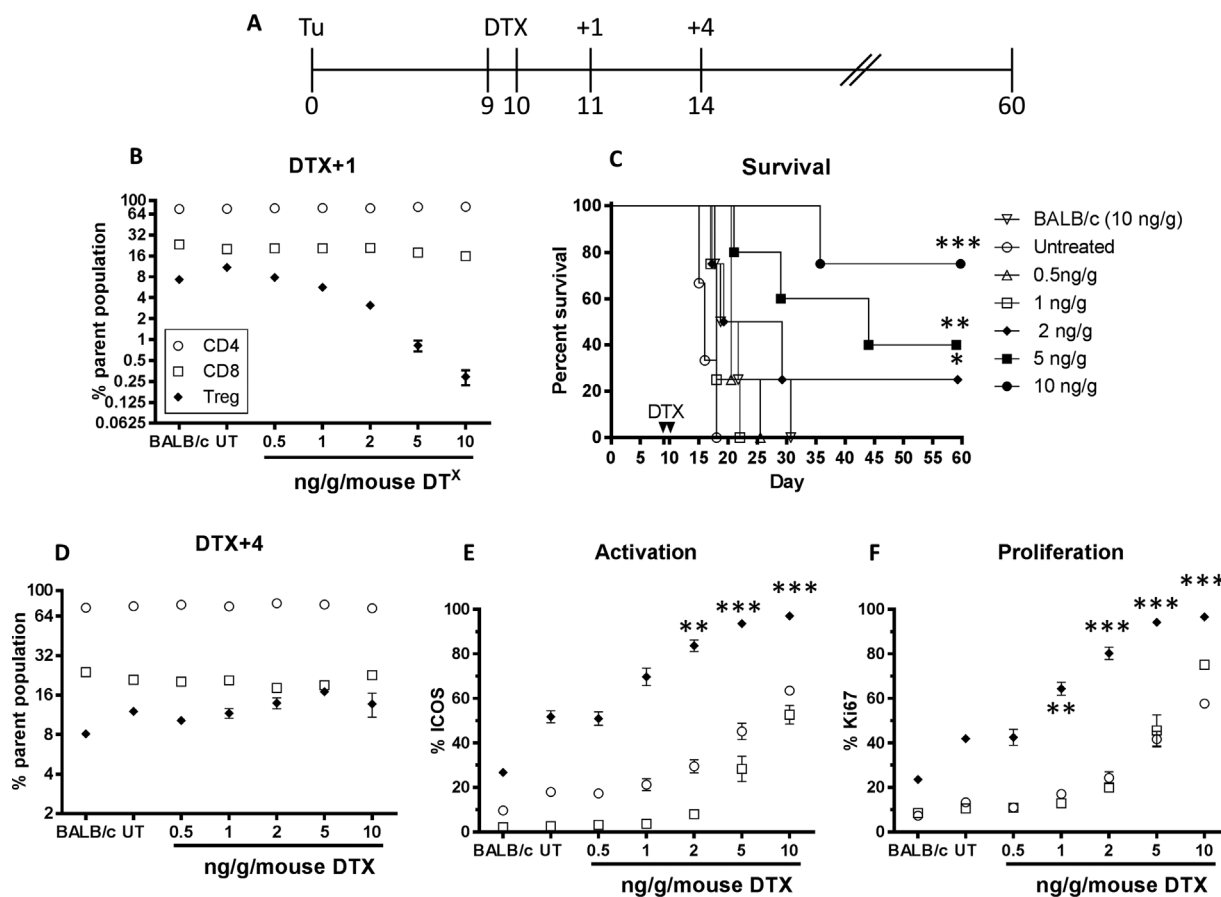 A
Tu DTX +1 +4
0 9 10 11 14 60
B
DTX+1
% parent population
100
64
32
16
8
4
2
1
0.5
0.25
0.125
0.0625
CD4
CD8
Treg
BALB/c UT 0.5 1 2 5 10
ng/g/mouse DTX
C
Survival
Percent survival
100
80
60
40
20
0
DTX
***
**
*
0 5 10 15 20 25 30 35 40 45 50 55 60
Day
BALB/c (10 ng/g)
Untreated
0.5ng/g
1 ng/g
2 ng/g
5 ng/g
10 ng/g
D
DTX+4
% parent population
100
64
32
16
8
4
2
BALB/c UT 0.5 1 2 5 10
ng/g/mouse DTX
E
Activation
% ICOS
100
80
60
40
20
0
** *** ***
BALB/c UT 0.5 1 2 5 10
ng/g/mouse DTX
F
Proliferation
% Ki67
100
80
60
40
20
0
** *** *** ***
BALB/c UT 0.5 1 2 5 10
ng/g/mouse DTX